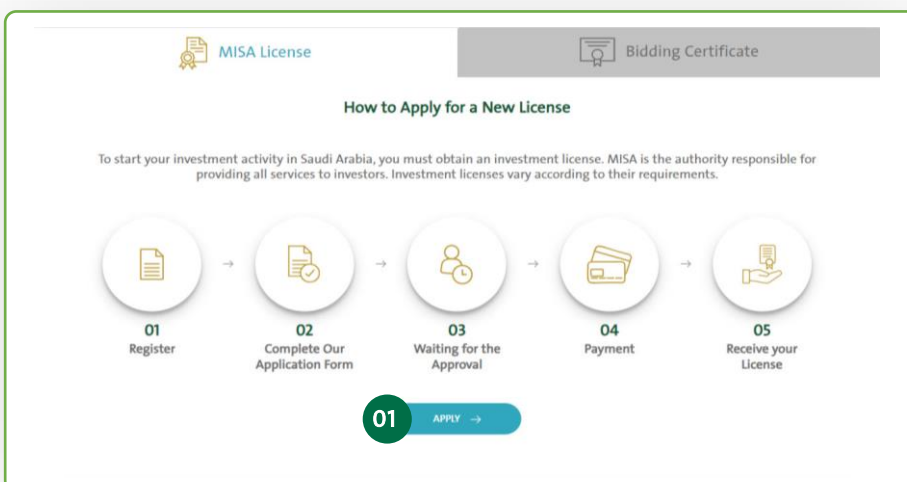 MISA License
Bidding Certificate
How to Apply for a New License
To start your investment activity in Saudi Arabia, you must obtain an investment license. MISA is the authority responsible for
providing all services to investors. Investment licenses vary according to their requirements.
01
Register
02
Complete Our
Application Form
03
Waiting for the
Approval
04
Payment
05
Receive your
License
01
APPLY →